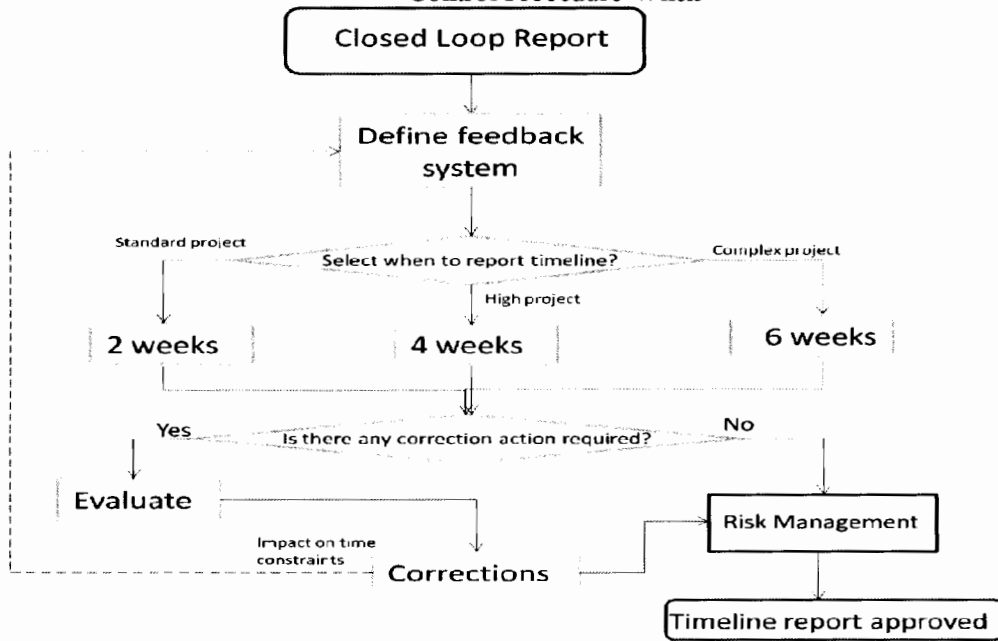 Closed Loop Report
Define feedback
system
Standard project
Complex project
Select when to report timeline?
High project
2 weeks
4 weeks
6 weeks
Yes
Is there any correction action required?
No
Evaluate
Risk Management
Impact on time
constraints
Corrections
Timeline report approved